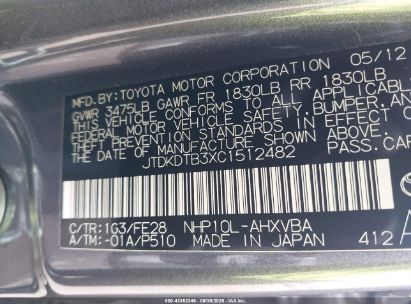 MFD.BY:TOYOTA MOTOR CORPORATION 05/12
GVWR 3475LB GAWR FR 1830LB RR 1830LB
THIS VEHICLE CONFORMS TO ALL APPLICABLE
FEDERAL MOTOR VEHICLE SAFETY, BUMPER, AND
THEFT PREVENTION STANDARDS IN EFFECT ON
THE DATE OF MANUFACTURE SHOWN ABOVE.
JTDKDTB3XC1512482 PASS.CAR
C/TR:1G3/FE28 NHP10L-AHXVBA
A/TM:-01A/P510 MADE IN JAPAN 412